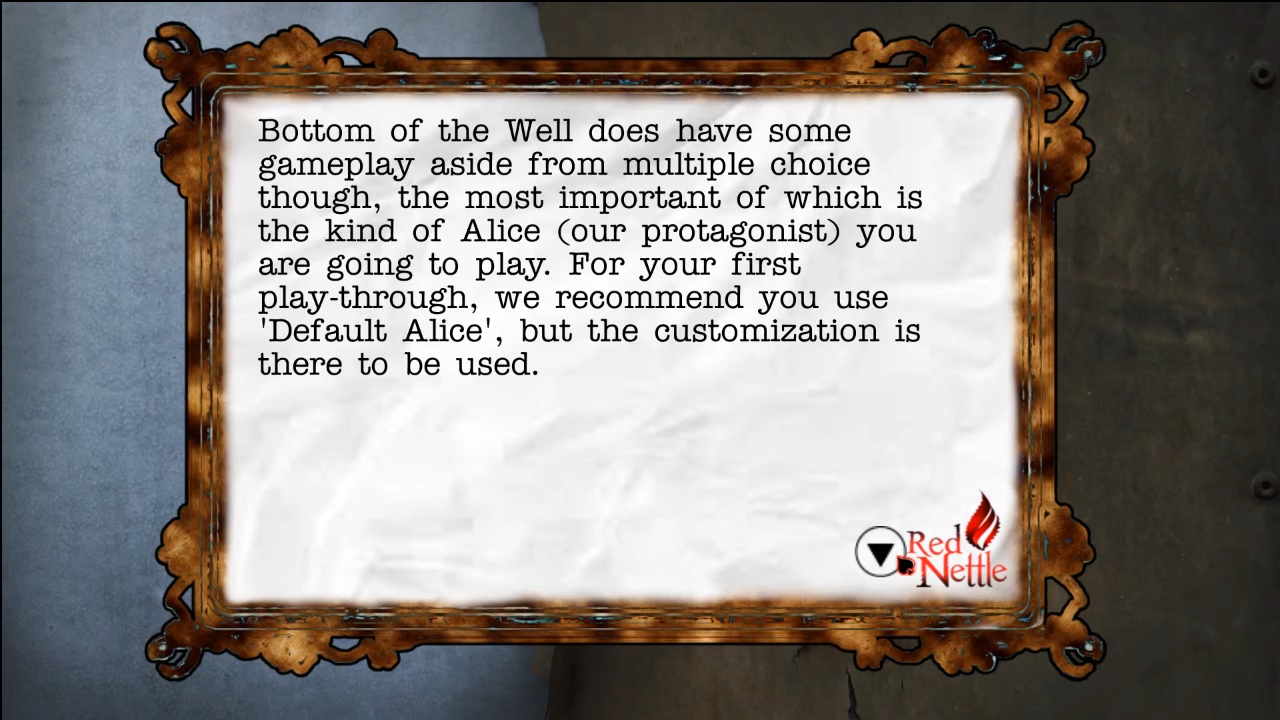 Bottom of the Well does have some
gameplay aside from multiple choice
though, the most important of which is
the kind of Alice (our protagonist) you
are going to play. For your first
play-through, we recommend you use
'Default Alice', but the customization is
there to be used.
Red
Nettle